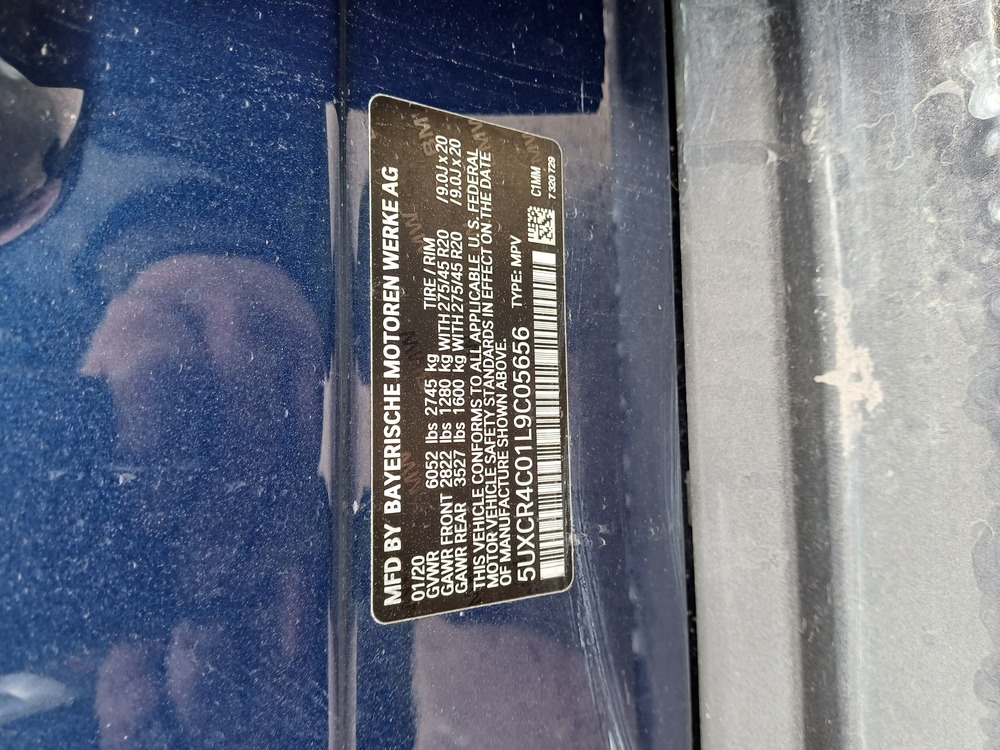 MFD BY BAYERISCHE MOTOREN WERKE AG
01/20
GVWR 6052 lbs 2745 kg TIRE / RIM
GAWR FRONT 2822 lbs 1280 kg WITH 275/45 R20 / 9.0J x 20
GAWR REAR 3527 lbs 1600 kg WITH 275/45 R20 / 9.0J x 20
THIS VEHICLE CONFORMS TO ALL APPLICABLE U.S. FEDERAL
MOTOR VEHICLE SAFETY STANDARDS IN EFFECT ON THE DATE
OF MANUFACTURE SHOWN ABOVE.
5UXCR4C01L9C05656 TYPE: MPV
C1MM
7 320 729